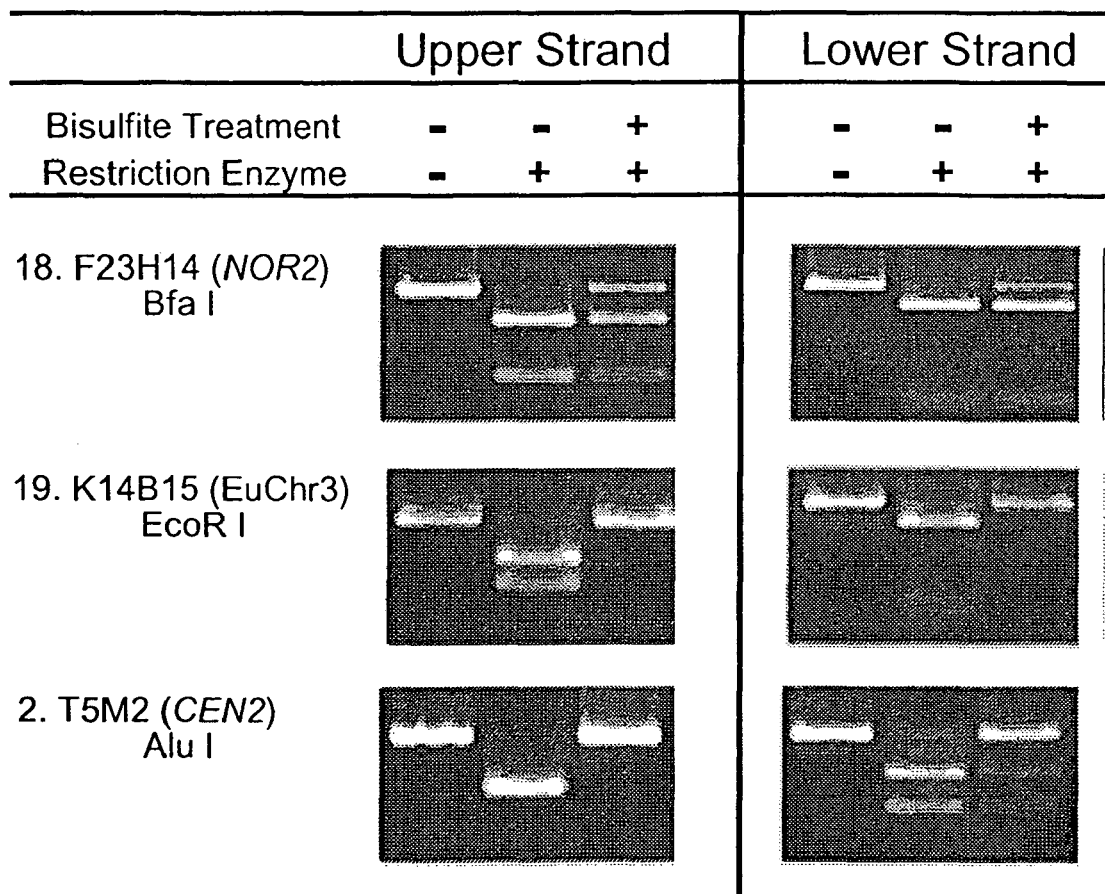 Upper Strand Lower Strand
Bisulfite Treatment - - + - - +
Restriction Enzyme - + + - + +
18. F23H14 (NOR2)
Bfa I
19. K14B15 (EuChr3)
EcoR I
2. T5M2 (CEN2)
Alu I